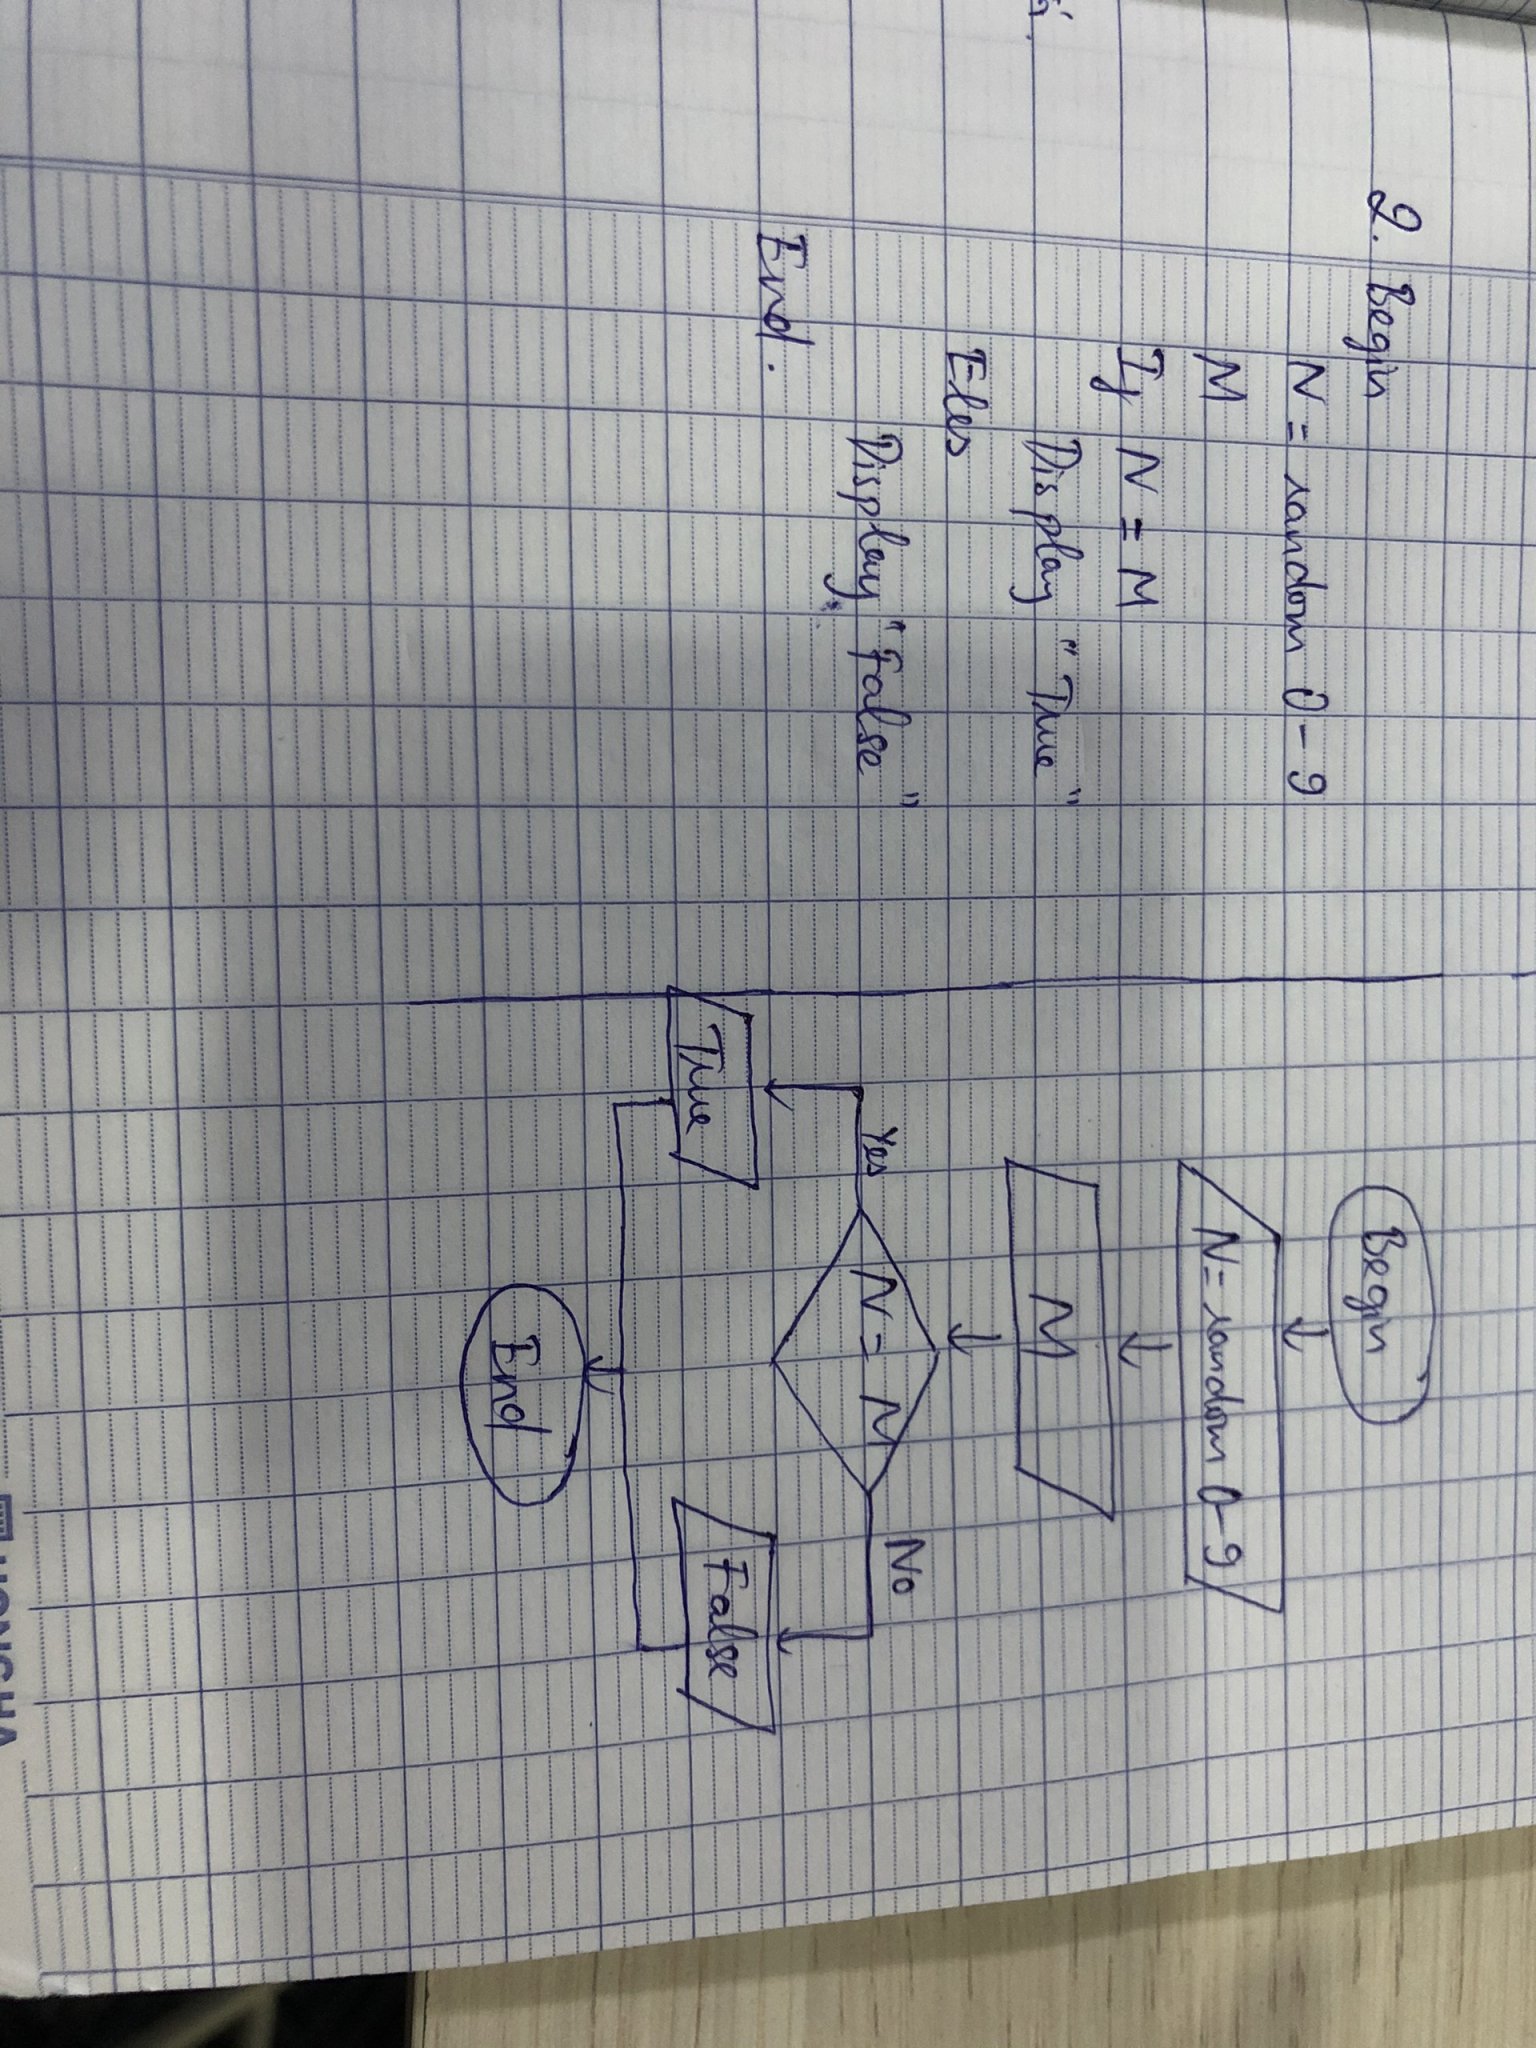 2. Begin
N = random 0-9
M
If N = M
Display "True"
Eles
Display "False"
End.
Begin
N = random 0-9
M
N = M
Yes
No
True
False
End